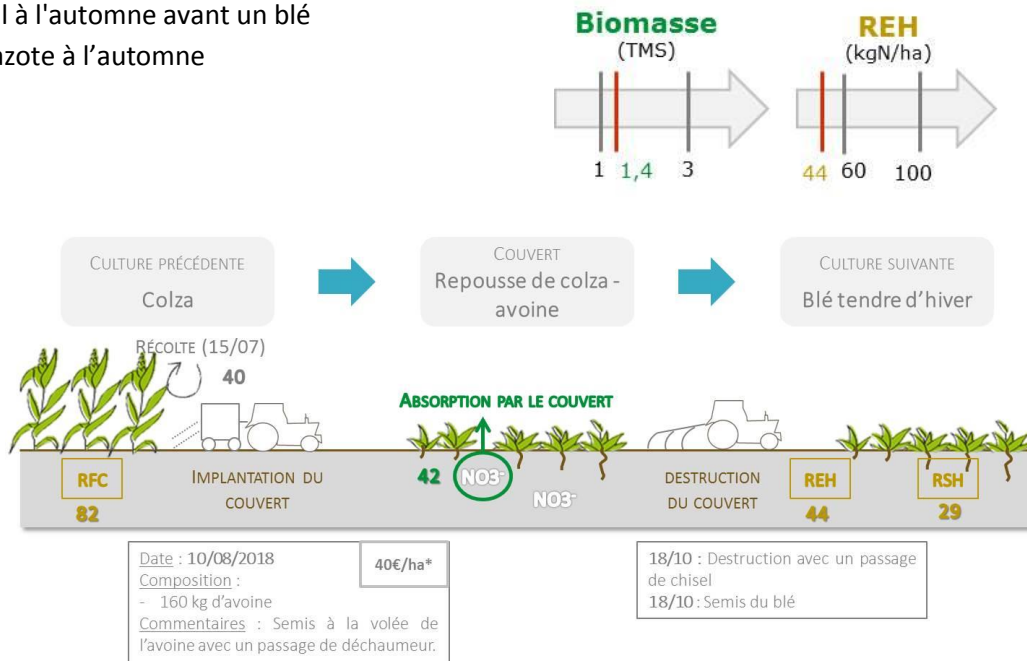 l à l'automne avant un blé
zote à l’automne
Biomasse
(TMS)
1 1,4 3
REH
(kgN/ha)
44 60 100
CULTURE PRÉCÉDENTE
Colza
COUVERT
Repousse de colza -
avoine
CULTURE SUIVANTE
Blé tendre d’hiver
RÉCOLTE (15/07)
40
ABSORPTION PAR LE COUVERT
RFC
82
IMPLANTATION DU
COUVERT
42 NO3-
NO3-
DESTRUCTION
DU COUVERT
REH
44
RSH
29
Date : 10/08/2018
40€/ha*
Composition :
- 160 kg d’avoine
Commentaires : Semis à la volée de
l’avoine avec un passage de déchaumeur.
18/10 : Destruction avec un passage
de chisel
18/10 : Semis du blé